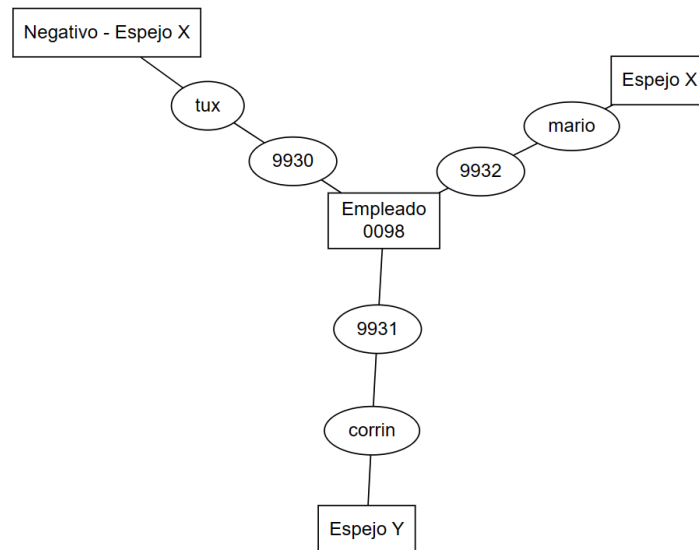 Negativo - Espejo X
Espejo X
tux
mario
9930
9932
Empleado
0098
9931
corrin
Espejo Y